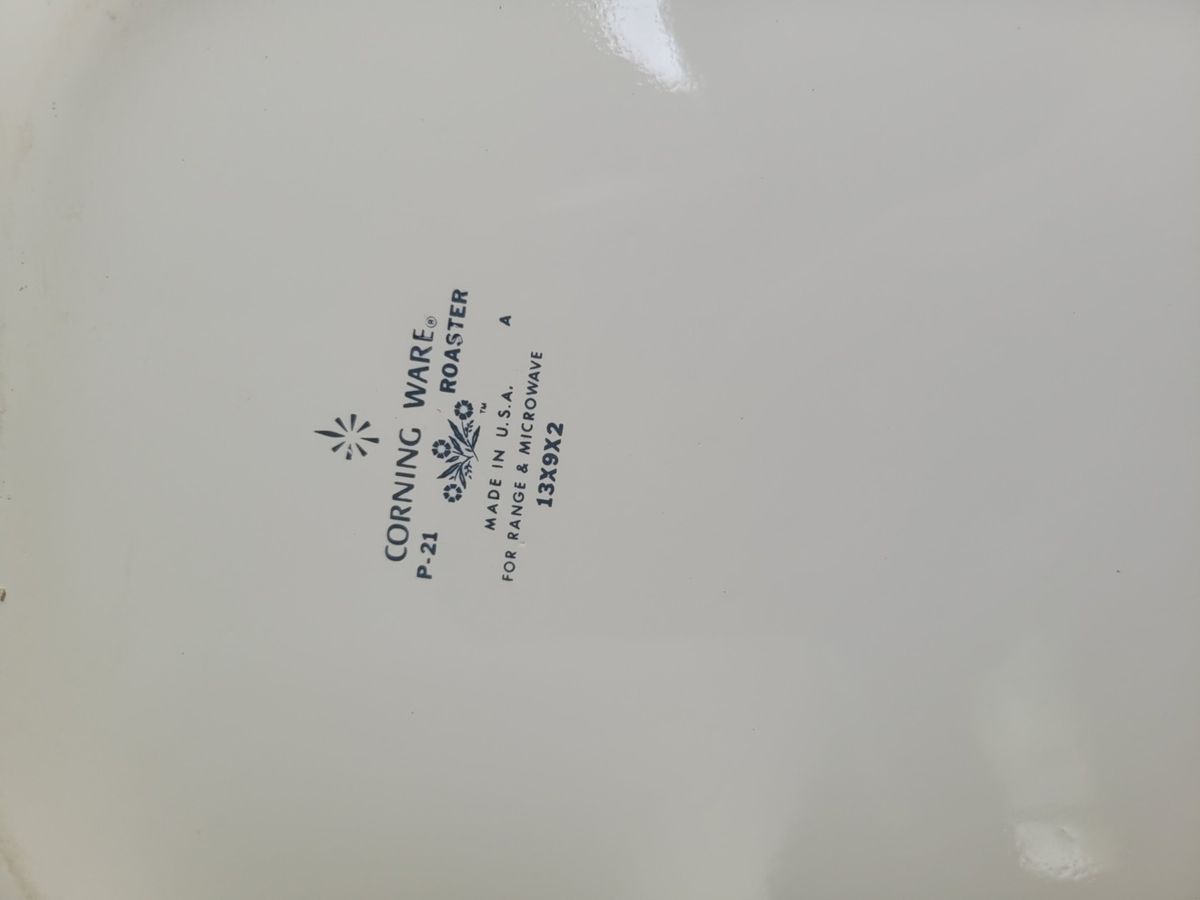 CORNING WARE®
P-21 ROASTER
™
MADE IN U.S.A. A
FOR RANGE & MICROWAVE
13X9X2